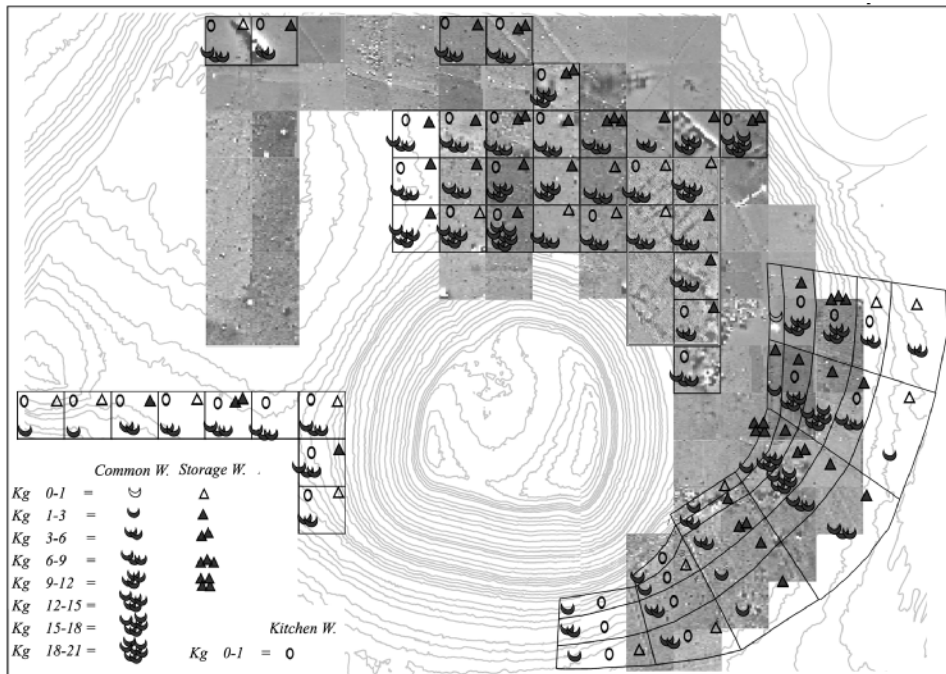 Common W. Storage W. .
Kg 0-1 =
Kg 1-3 =
Kg 3-6 =
Kg 6-9 =
Kg 9-12 =
Kg 12-15=
Kg 15-18=
Kg 18-21=
Kitchen W.
Kg 0-1 =